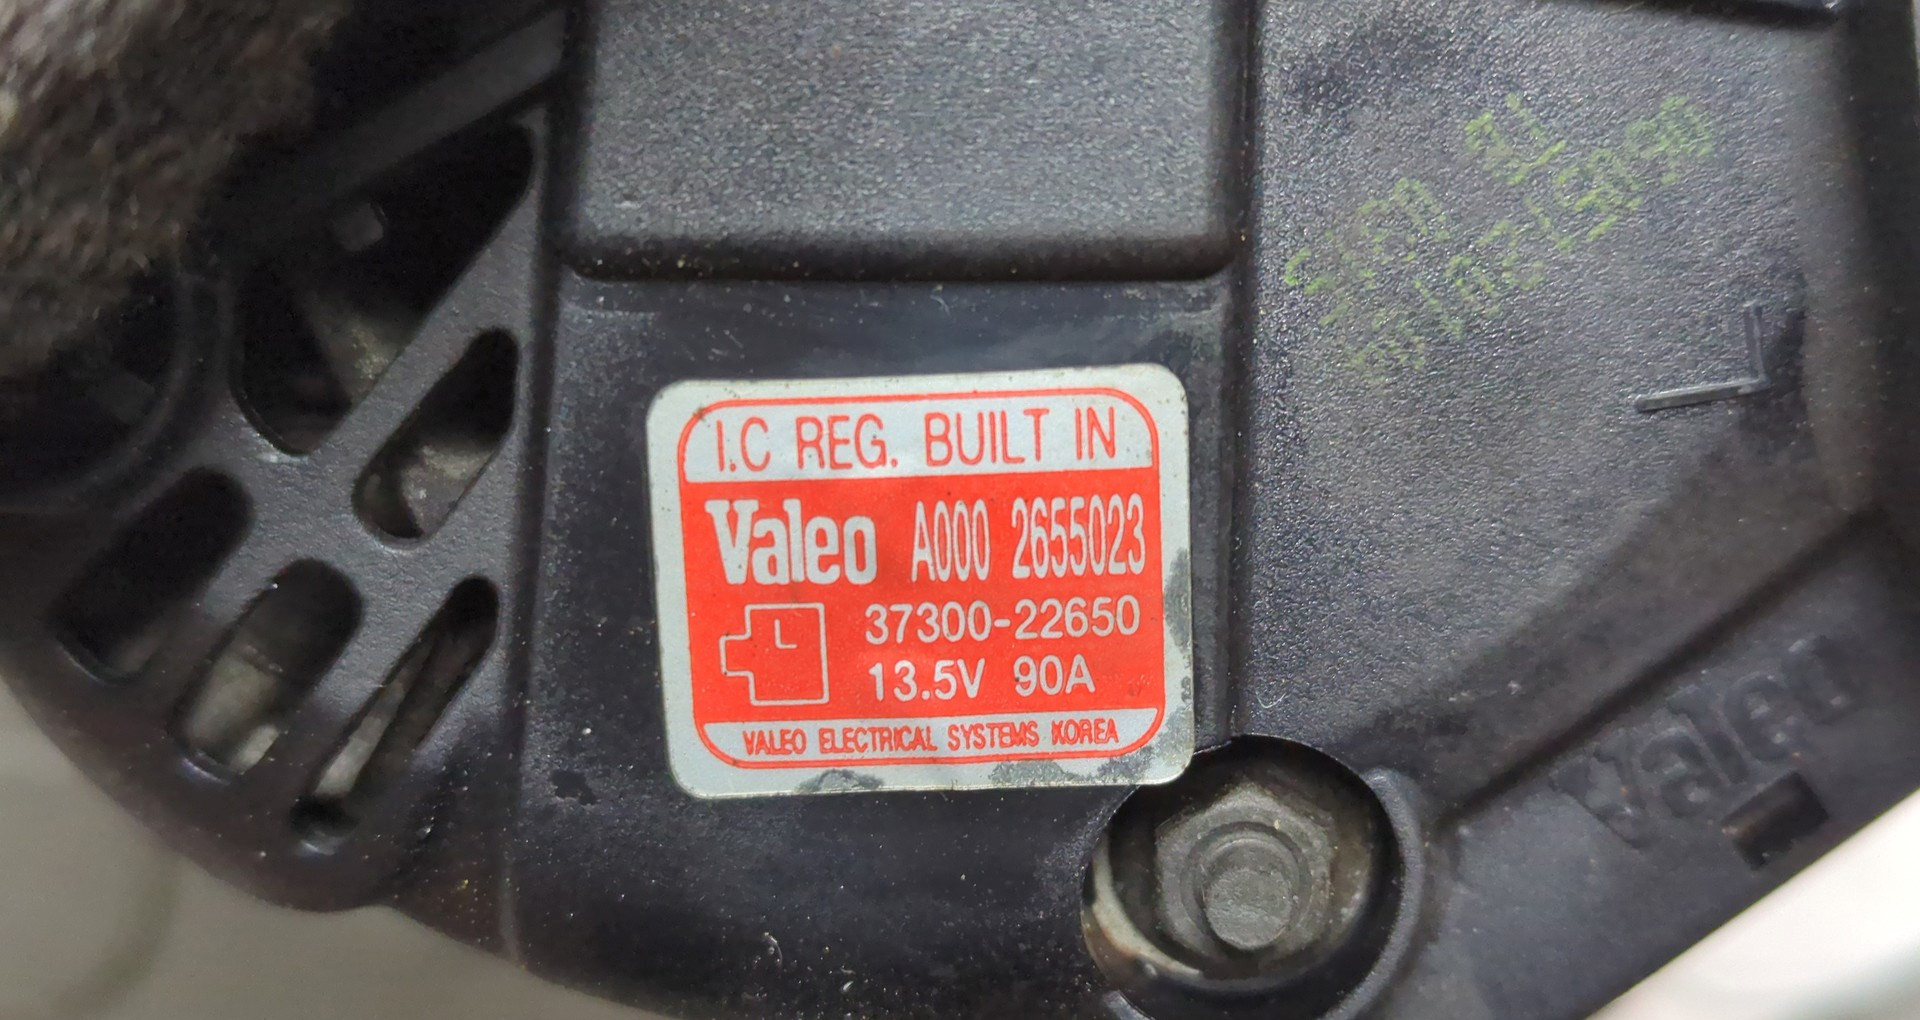 I.C REG. BUILT IN
Valeo A000 2655023
L 37300-22650
13.5V 90A
VALEO ELECTRICAL SYSTEMS KOREA
Valeo